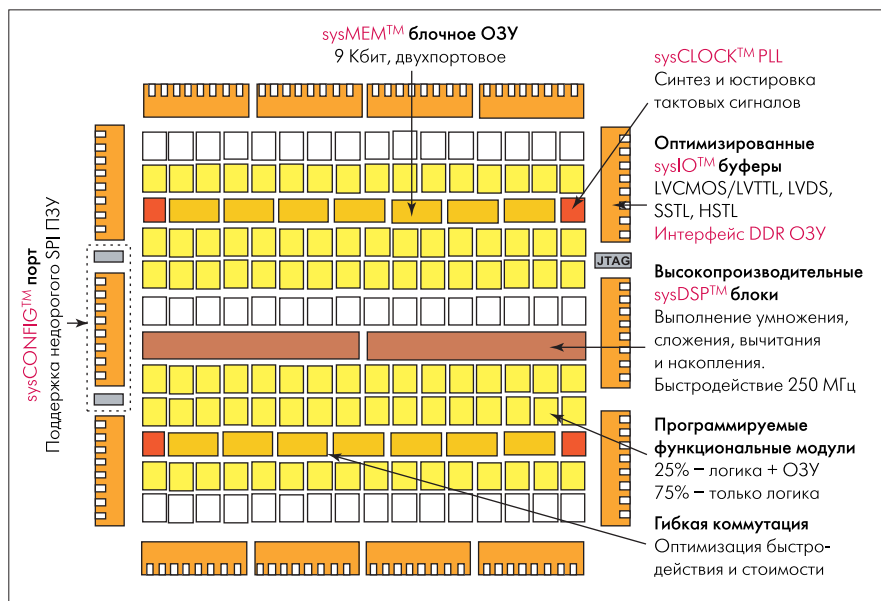 sysMEM™ блочное ОЗУ
9 Кбит, двухпортовое
sysCLOCK™ PLL
Синтез и юстировка
тактовых сигналов
Оптимизированные
sysIO™ буферы
LVCMOS/LVTTL, LVDS,
SSTL, HSTL
Интерфейс DDR ОЗУ
JTAG
Высокопроизводительные
sysDSP™ блоки
Выполнение умножения,
сложения, вычитания
и накопления.
Быстродействие 250 МГц
Программируемые
функциональные модули
25% – логика + ОЗУ
75% – только логика
Гибкая коммутация
Оптимизация быстро-
действия и стоимости
sysCONFIG™ порт
Поддержка недорогого SPI ПЗУ